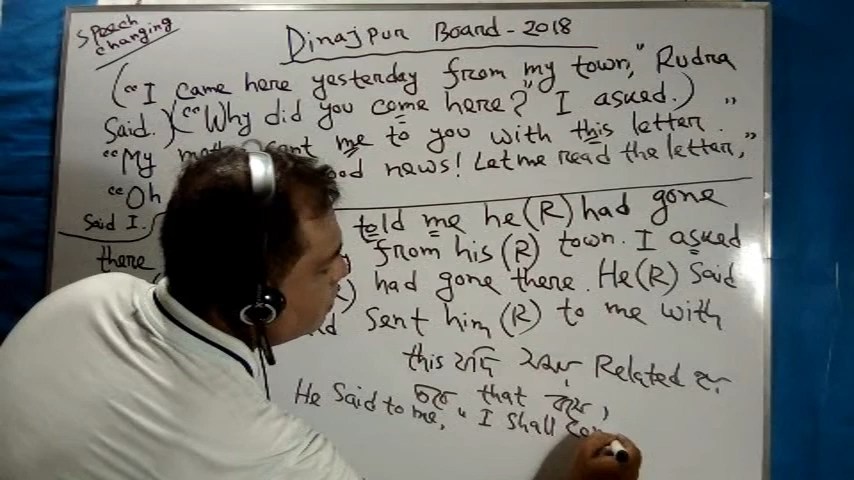 Speech
changing
Dinajpur Board - 2018
("I came here yesterday from my town," Rudra
Said.) ("Why did you come here?" I asked.)
"My sent me to you with this letter."
"Oh good news! Let me read the letter,"
Said I.
told me he (R) had gone
there from his (R) town. I asked
had gone there. He (R) Said
Sent him (R) to me with
this যদি Related
that
He Said to me, "I Shall